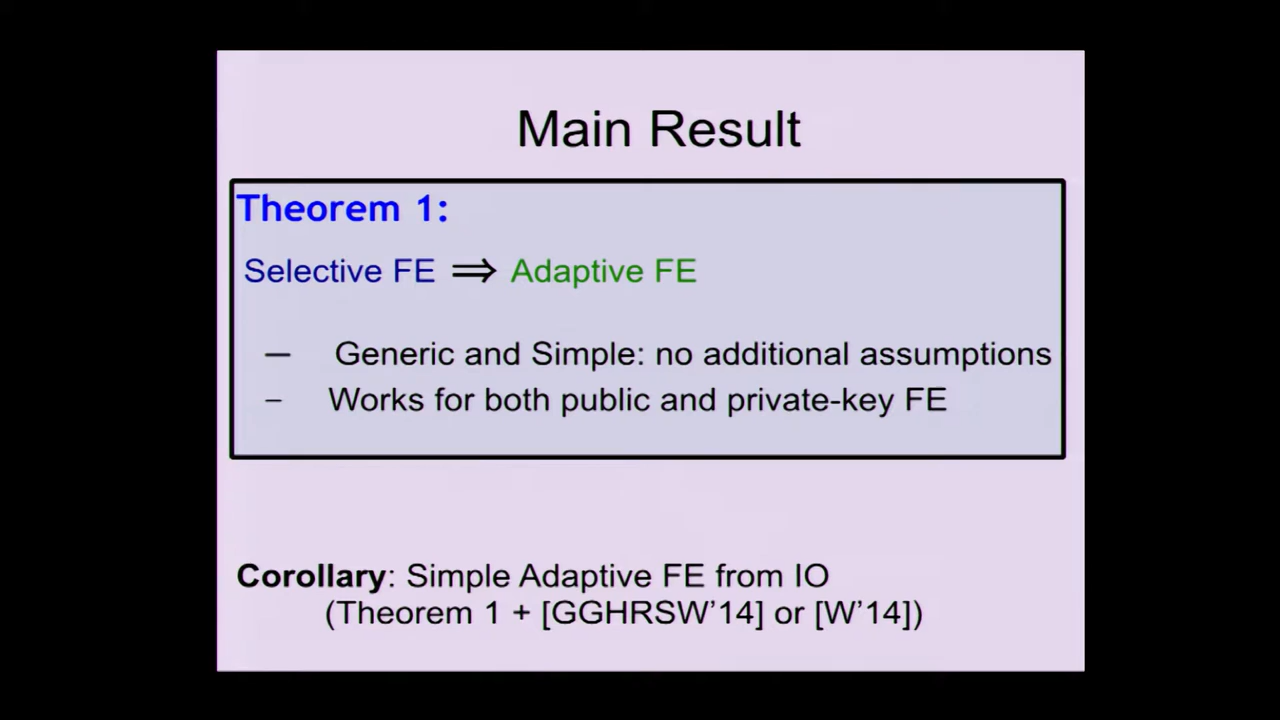 Main Result
Theorem 1:
Selective FE ⟹ Adaptive FE
— Generic and Simple: no additional assumptions
– Works for both public and private-key FE
Corollary: Simple Adaptive FE from IO
(Theorem 1 + [GGHRSW’14] or [W’14])